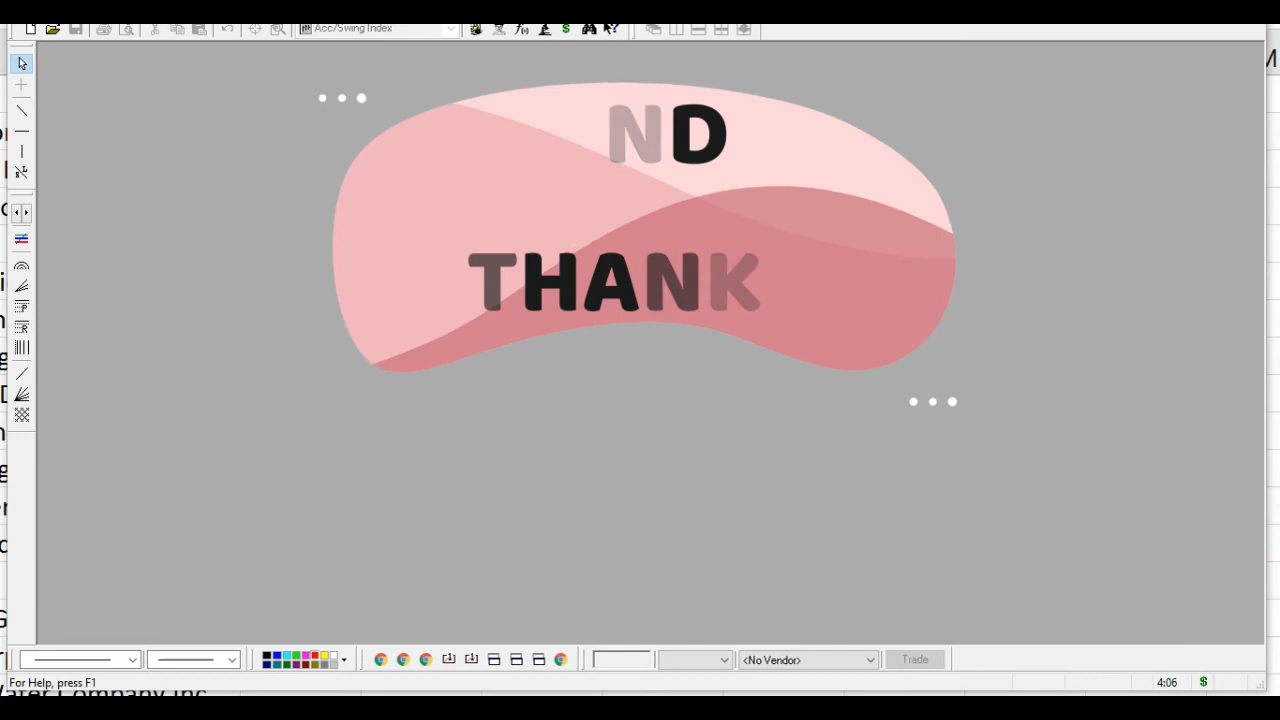 Acc/Swing Index
M
ND
THANK
P
R
<No Vendor>
Trade
For Help, press F1
4:06
$